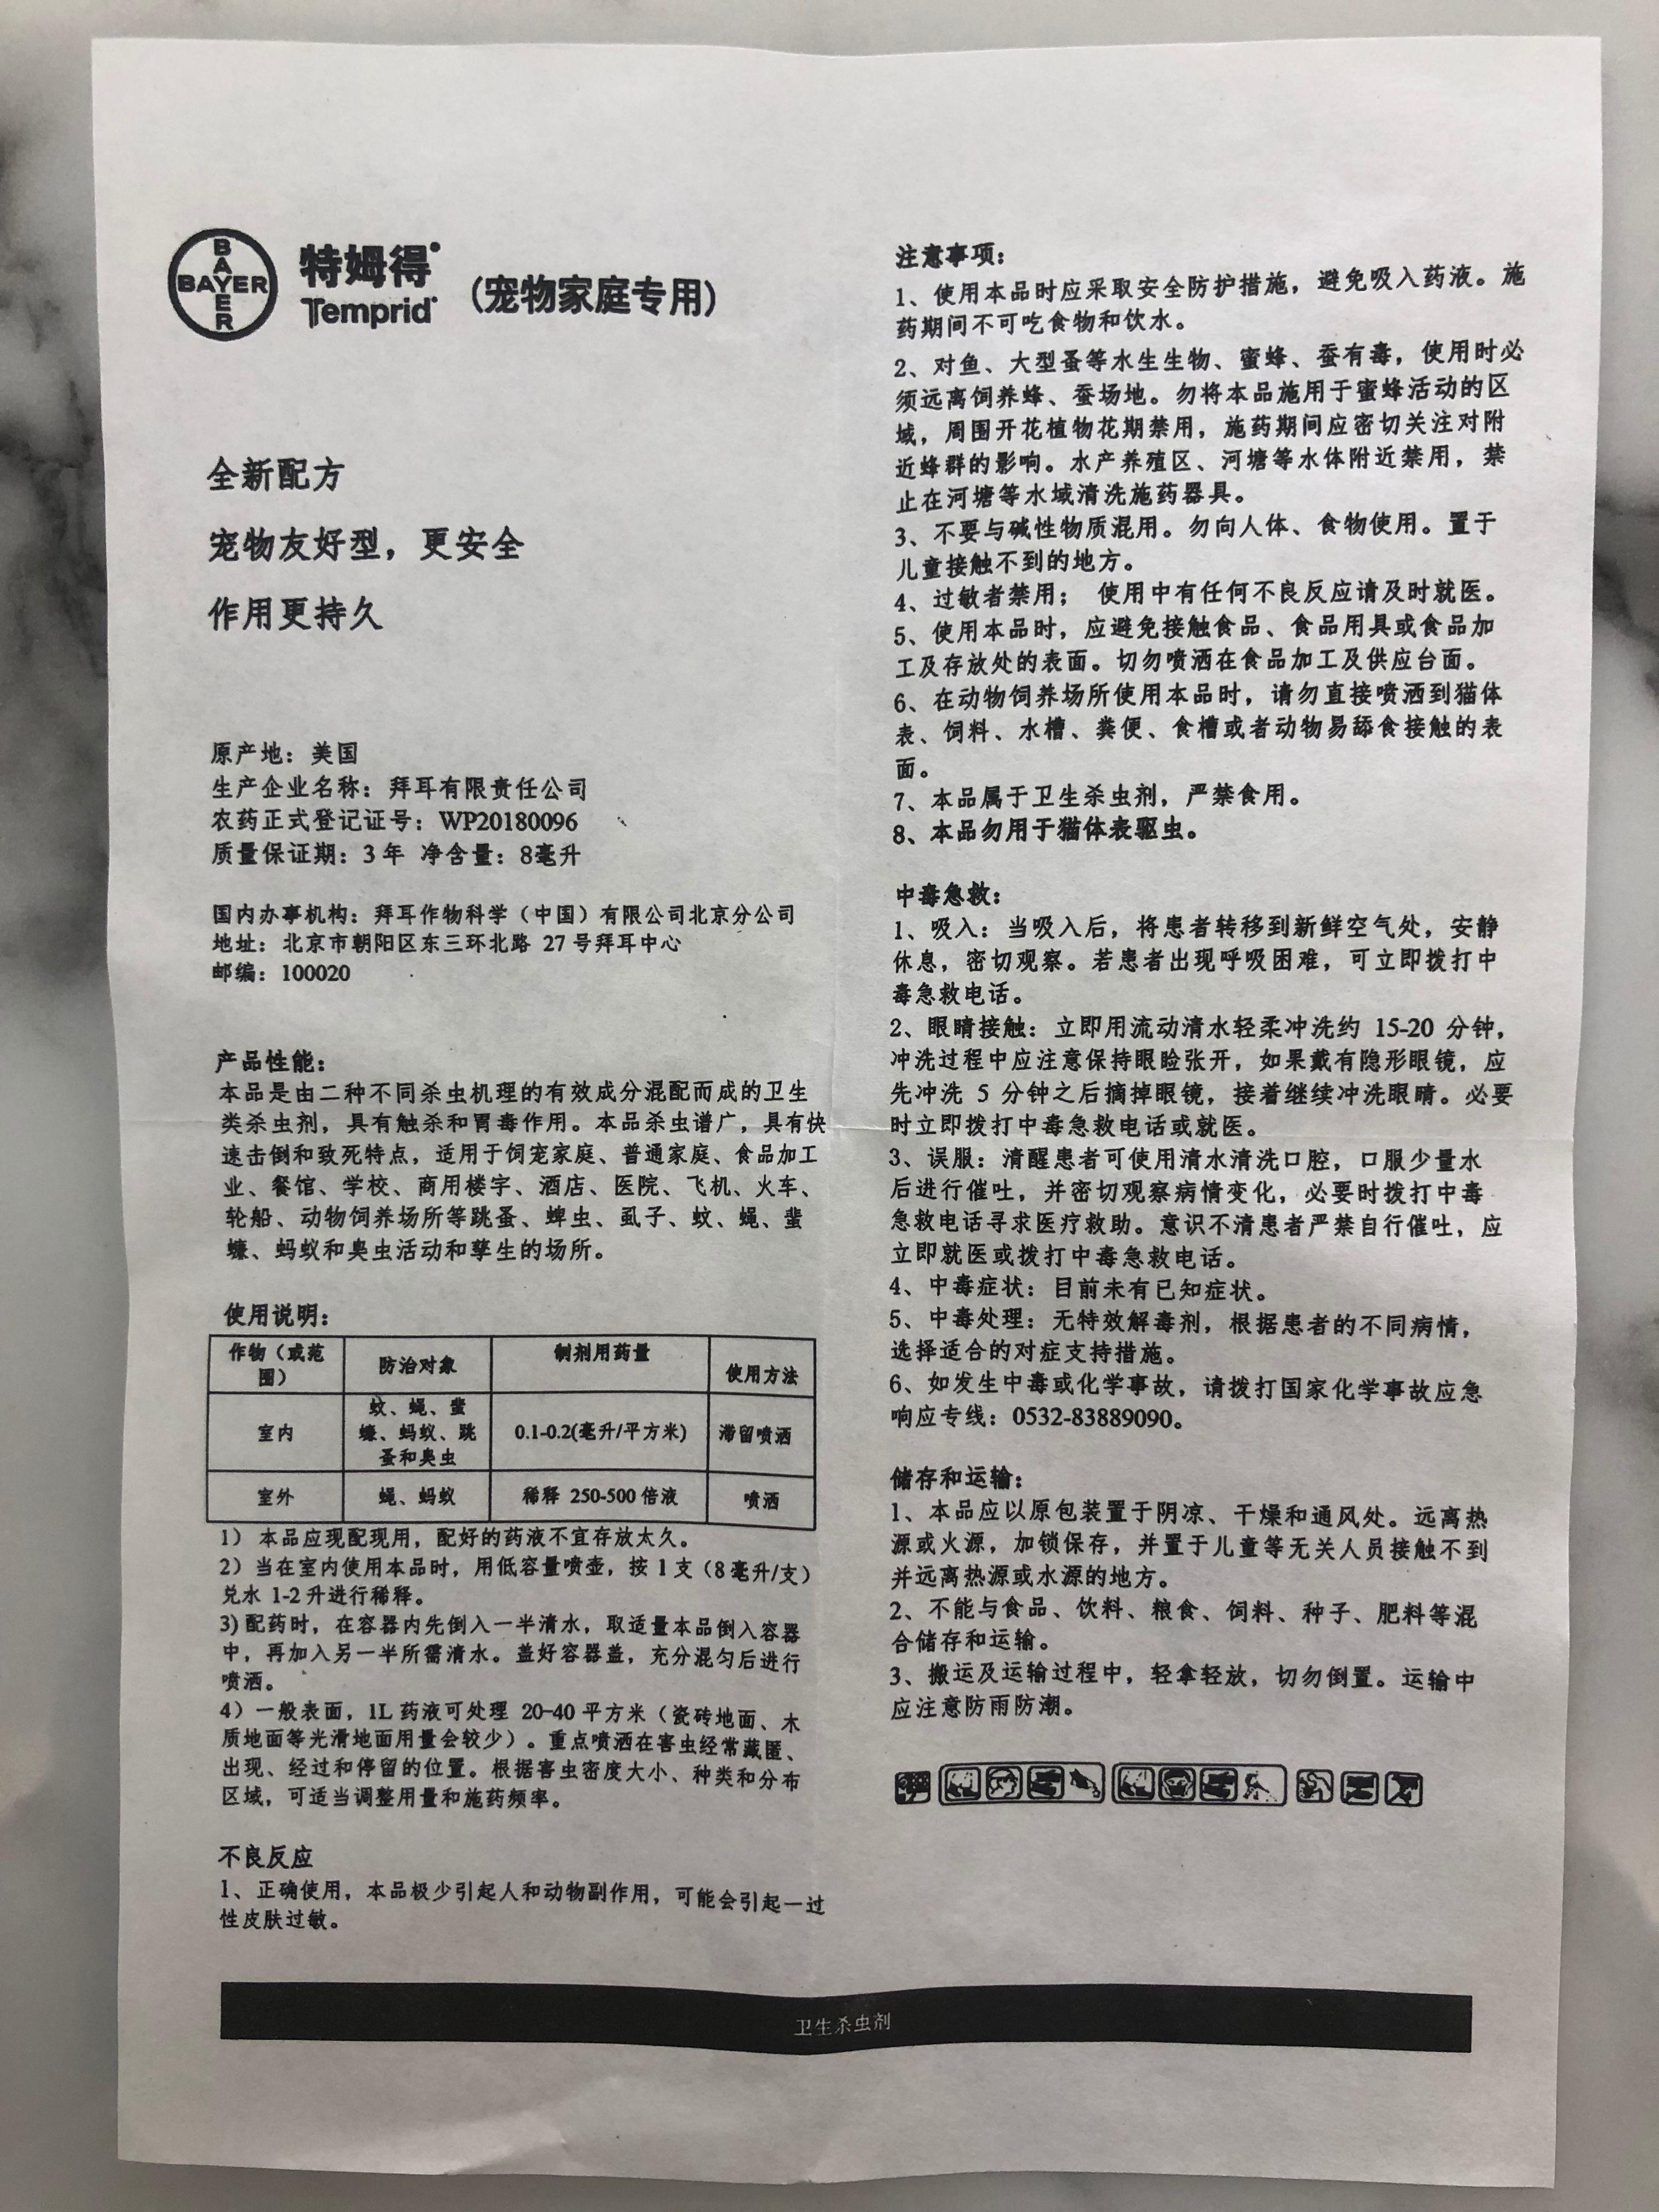 BAYER
BAYER
特姆得
Temprid
(宠物家庭专用)
全新配方
宠物友好型，更安全
作用更持久
原产地：美国
生产企业名称：拜耳有限责任公司
农药正式登记证号：WP20180096
质量保证期：3 年 净含量：8毫升
国内办事机构：拜耳作物科学（中国）有限公司北京分公司
地址：北京市朝阳区东三环北路 27 号拜耳中心
邮编：100020
产品性能：
本品是由二种不同杀虫机理的有效成分混配而成的卫生
类杀虫剂，具有触杀和胃毒作用。本品杀虫谱广，具有快
速击倒和致死特点，适用于饲宠家庭、普通家庭、食品加工
业、餐馆、学校、商用楼宇、酒店、医院、飞机、火车、
轮船、动物饲养场所等跳蚤、蜱虫、虱子、蚊、蝇、蜚
蠊、蚂蚁和臭虫活动和孳生的场所。
使用说明：
作物（或范围） 防治对象 制剂用药量 使用方法
室内 蚊、蝇、蜚蠊、蚂蚁、跳蚤和臭虫 0.1-0.2(毫升/平方米) 滞留喷洒
室外 蝇、蚂蚁 稀释 250-500 倍液 喷洒
1） 本品应现配现用，配好的药液不宜存放太久。
2）当在室内使用本品时，用低容量喷壶，按 1 支（8 毫升/支）
兑水 1-2 升进行稀释。
3) 配药时，在容器内先倒入一半清水，取适量本品倒入容器
中，再加入另一半所需清水。盖好容器盖，充分混匀后进行
喷洒。
4）一般表面，1L 药液可处理 20-40 平方米（瓷砖地面、木
质地面等光滑地面用量会较少）。重点喷洒在害虫经常藏匿、
出现、经过和停留的位置。根据害虫密度大小、种类和分布
区域，可适当调整用量和施药频率。
不良反应
1、正确使用，本品极少引起人和动物副作用，可能会引起一过
性皮肤过敏。
注意事项：
1、使用本品时应采取安全防护措施，避免吸入药液。施
药期间不可吃食物和饮水。
2、对鱼、大型蚤等水生生物、蜜蜂、蚕有毒，使用时必
须远离饲养蜂、蚕场地。勿将本品施用于蜜蜂活动的区
域，周围开花植物花期禁用，施药期间应密切关注对附
近蜂群的影响。水产养殖区、河塘等水体附近禁用，禁
止在河塘等水域清洗施药器具。
3、不要与碱性物质混用。勿向人体、食物使用。置于
儿童接触不到的地方。
4、过敏者禁用； 使用中有任何不良反应请及时就医。
5、使用本品时，应避免接触食品、食品用具或食品加
工及存放处的表面。切勿喷洒在食品加工及供应台面。
6、在动物饲养场所使用本品时，请勿直接喷洒到猫体
表、饲料、水槽、粪便、食槽或者动物易舔食接触的表
面。
7、本品属于卫生杀虫剂，严禁食用。
8、本品勿用于猫体表驱虫。
中毒急救：
1、吸入：当吸入后，将患者转移到新鲜空气处，安静
休息，密切观察。若患者出现呼吸困难，可立即拨打中
毒急救电话。
2、眼睛接触：立即用流动清水轻柔冲洗约 15-20 分钟，
冲洗过程中应注意保持眼睑张开，如果戴有隐形眼镜，应
先冲洗 5 分钟之后摘掉眼镜，接着继续冲洗眼睛。必要
时立即拨打中毒急救电话或就医。
3、误服：清醒患者可使用清水清洗口腔，口服少量水
后进行催吐，并密切观察病情变化，必要时拨打中毒
急救电话寻求医疗救助。意识不清患者严禁自行催吐，应
立即就医或拨打中毒急救电话。
4、中毒症状：目前未有已知症状。
5、中毒处理：无特效解毒剂，根据患者的不同病情，
选择适合的对症支持措施。
6、如发生中毒或化学事故，请拨打国家化学事故应急
响应专线：0532-83889090。
储存和运输：
1、本品应以原包装置于阴凉、干燥和通风处。远离热
源或火源，加锁保存，并置于儿童等无关人员接触不到
并远离热源或水源的地方。
2、不能与食品、饮料、粮食、饲料、种子、肥料等混
合储存和运输。
3、搬运及运输过程中，轻拿轻放，切勿倒置。运输中
应注意防雨防潮。
卫生杀虫剂